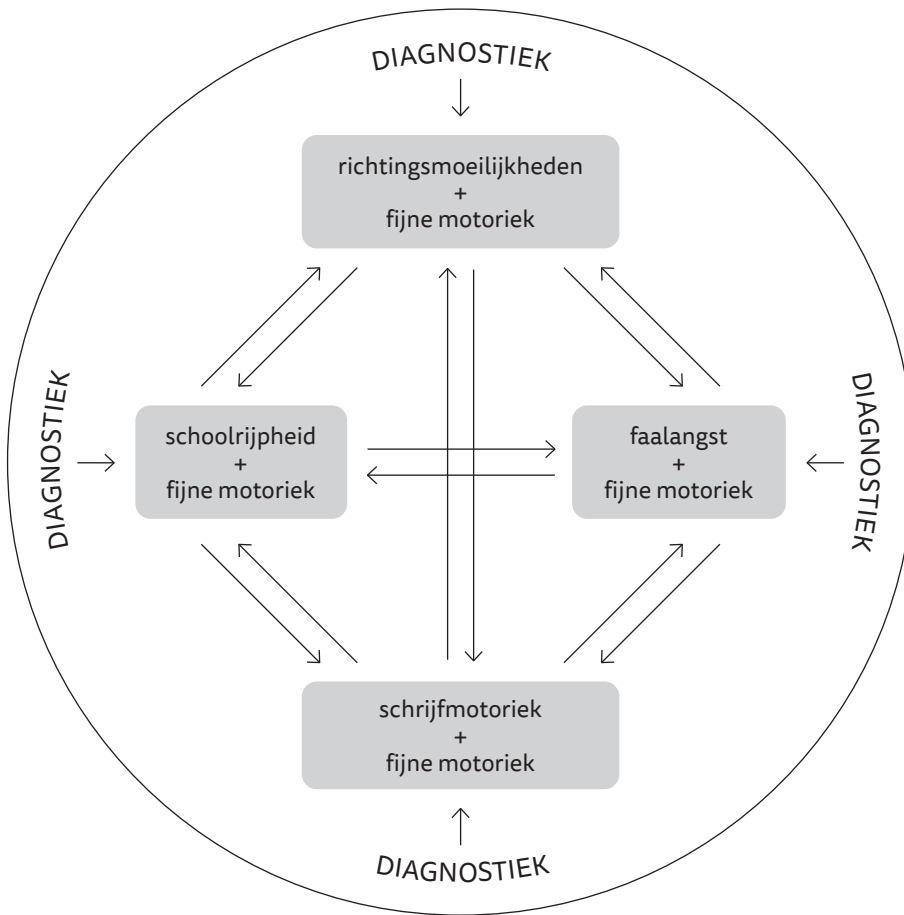 DIAGNOSTIEK
richtingsmoeilijkheden
+
fijne motoriek
DIAGNOSTIEK
schoolrijpheid
+
fijne motoriek
faalangst
+
fijne motoriek
DIAGNOSTIEK
schrijfmotoriek
+
fijne motoriek
DIAGNOSTIEK